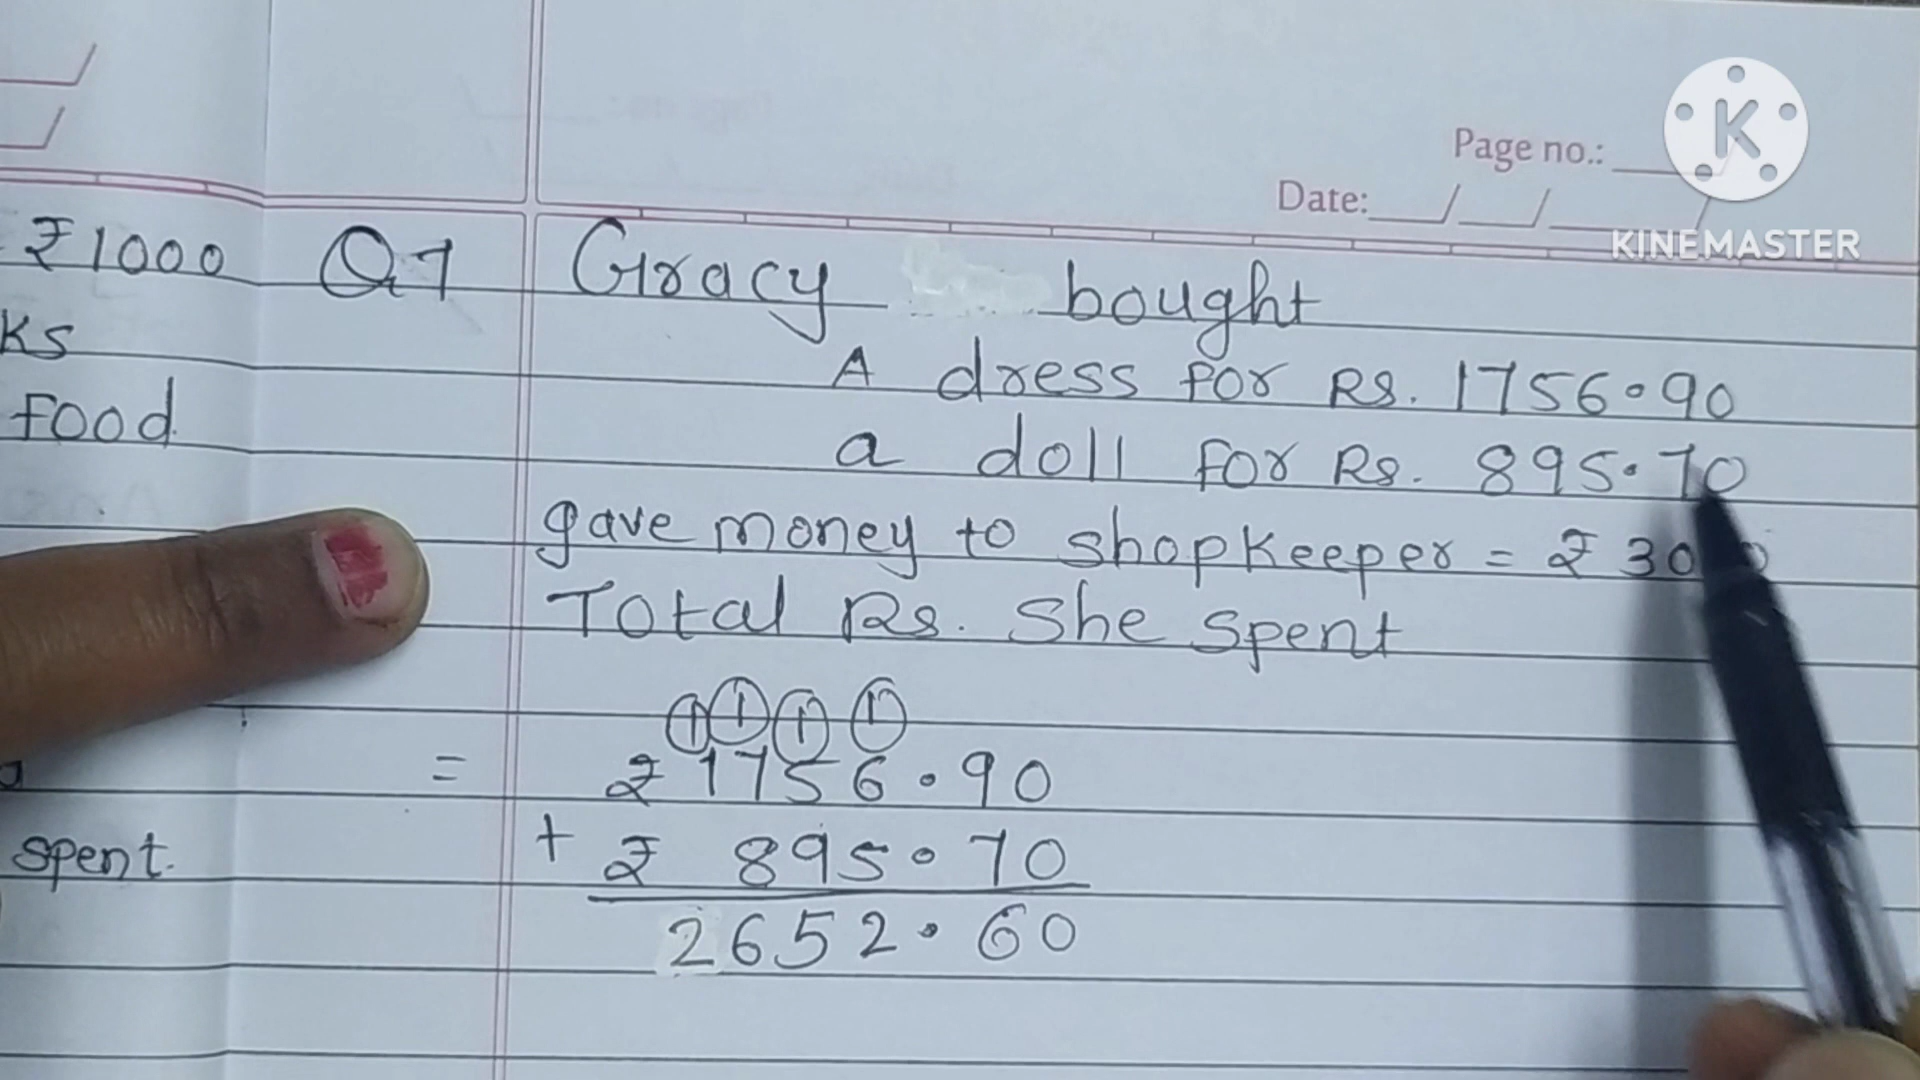 Page no.:
Date:
KINEMASTER
₹1000
ks
food
spent.
Q7 Gracy bought
A dress for Rs. 1756.90
a doll for Rs. 895.70
gave money to shopkeeper = ₹
Total Rs. She spent
1 1 1 1
= ₹ 1756.90
+ ₹ 895.70
2652.60